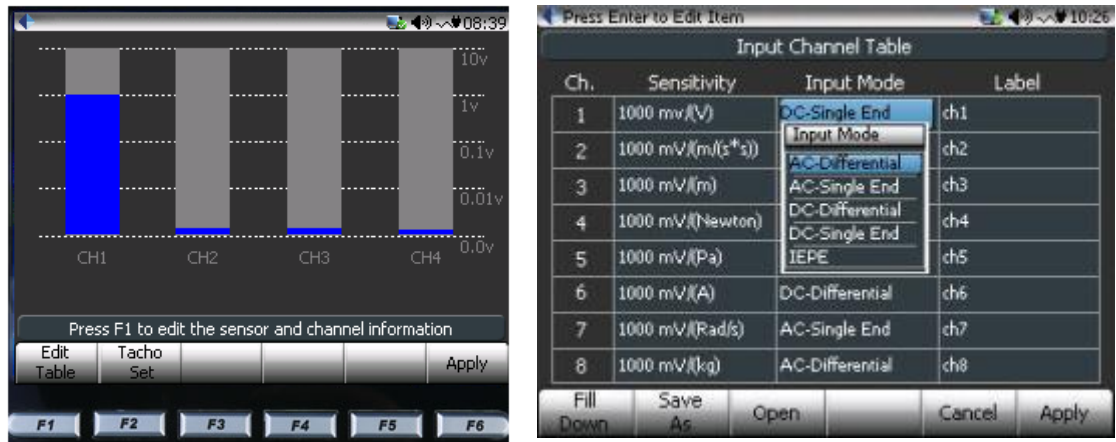 08:39
10v
1v
0.1v
0.01v
0.0v
CH1 CH2 CH3 CH4
Press F1 to edit the sensor and channel information
Edit Table Tacho Set Apply
F1 F2 F3 F4 F5 F6
Press Enter to Edit Item 10:26
Input Channel Table
Ch. Sensitivity Input Mode Label
1 1000 mv/(V) DC-Single End ch1
Input Mode
2 1000 mV/(m/(s*s)) AC-Differential ch2
3 1000 mV/(m) AC-Single End ch3
DC-Differential
4 1000 mV/(Newton) ch4
DC-Single End
5 1000 mV/(Pa) IEPE ch5
6 1000 mV/(A) DC-Differential ch6
7 1000 mV/(Rad/s) AC-Single End ch7
8 1000 mV/(kg) AC-Differential ch8
Fill Down Save As Open Cancel Apply